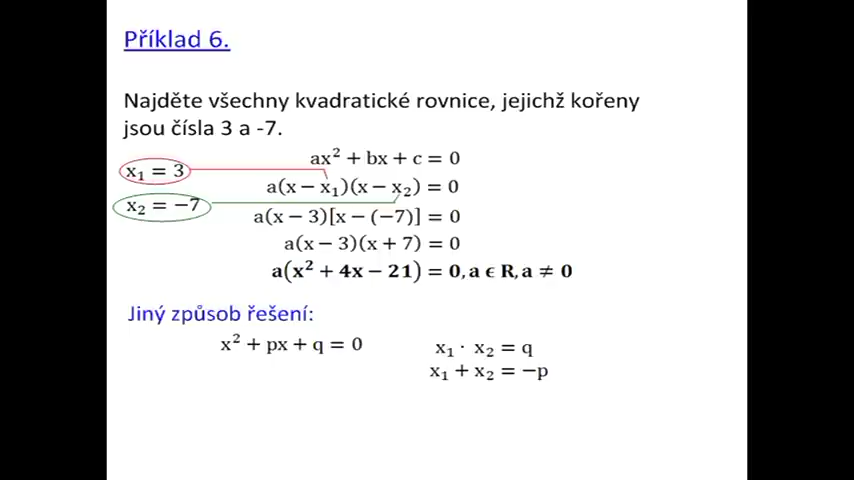 Příklad 6.
Najděte všechny kvadratické rovnice, jejichž kořeny
jsou čísla 3 a -7.
ax² + bx + c = 0
x₁ = 3
a(x − x₁)(x − x₂) = 0
x₂ = −7
a(x − 3)[x − (−7)] = 0
a(x − 3)(x + 7) = 0
a(x² + 4x − 21) = 0, a ϵ R, a ≠ 0
Jiný způsob řešení:
x² + px + q = 0
x₁ · x₂ = q
x₁ + x₂ = −p